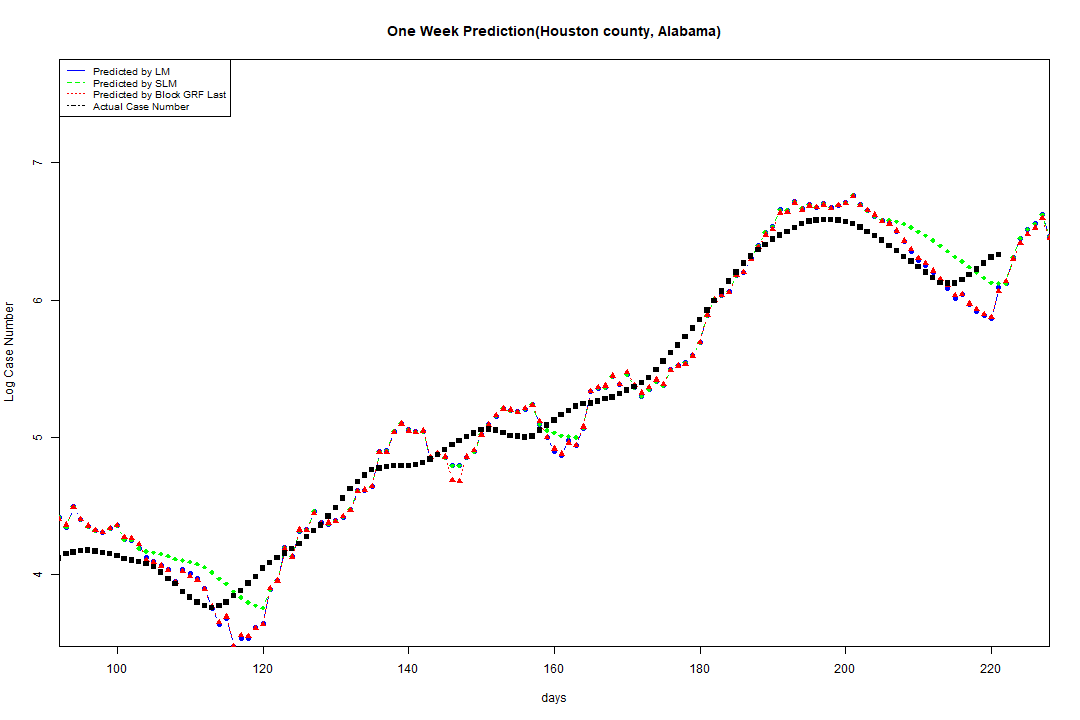 One Week Prediction(Houston county, Alabama)
Predicted by LM
Predicted by SLM
Predicted by Block GRF Last
Actual Case Number
7
6
5
4
Log Case Number
100 120 140 160 180 200 220
days